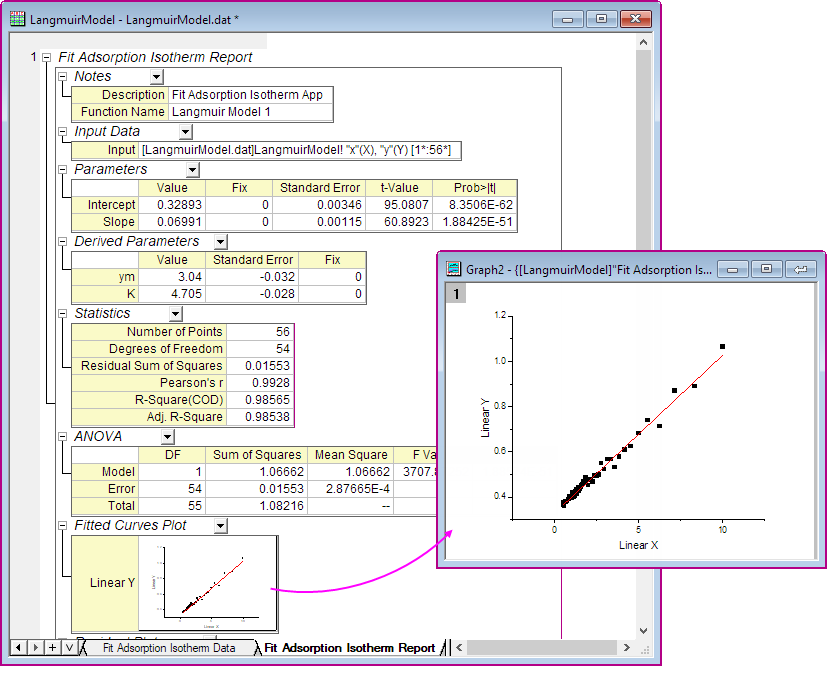 LangmuirModel - LangmuirModel.dat *
1 Fit Adsorption Isotherm Report
Notes
Description Fit Adsorption Isotherm App
Function Name Langmuir Model 1
Input Data
Input [LangmuirModel.dat]LangmuirModel! "x"(X), "y"(Y) [1*:56*]
Parameters
Value Fix Standard Error t-Value Prob>|t|
Intercept 0.32893 0 0.00346 95.0807 8.3506E-62
Slope 0.06991 0 0.00115 60.8923 1.88425E-51
Derived Parameters
Value Standard Error Fix
ym 3.04 -0.032 0
K 4.705 -0.028 0
Statistics
Number of Points 56
Degrees of Freedom 54
Residual Sum of Squares 0.01553
Pearson's r 0.9928
R-Square(COD) 0.98565
Adj. R-Square 0.98538
ANOVA
DF Sum of Squares Mean Square F Va
Model 1 1.06662 1.06662 3707.8
Error 54 0.01553 2.87665E-4
Total 55 1.08216 --
Fitted Curves Plot
Linear Y
Fit Adsorption Isotherm Data Fit Adsorption Isotherm Report
Graph2 - {[LangmuirModel]"Fit Adsorption Is...
1
1.2
1.0
0.8
0.6
0.4
Linear Y
0 5 10
Linear X